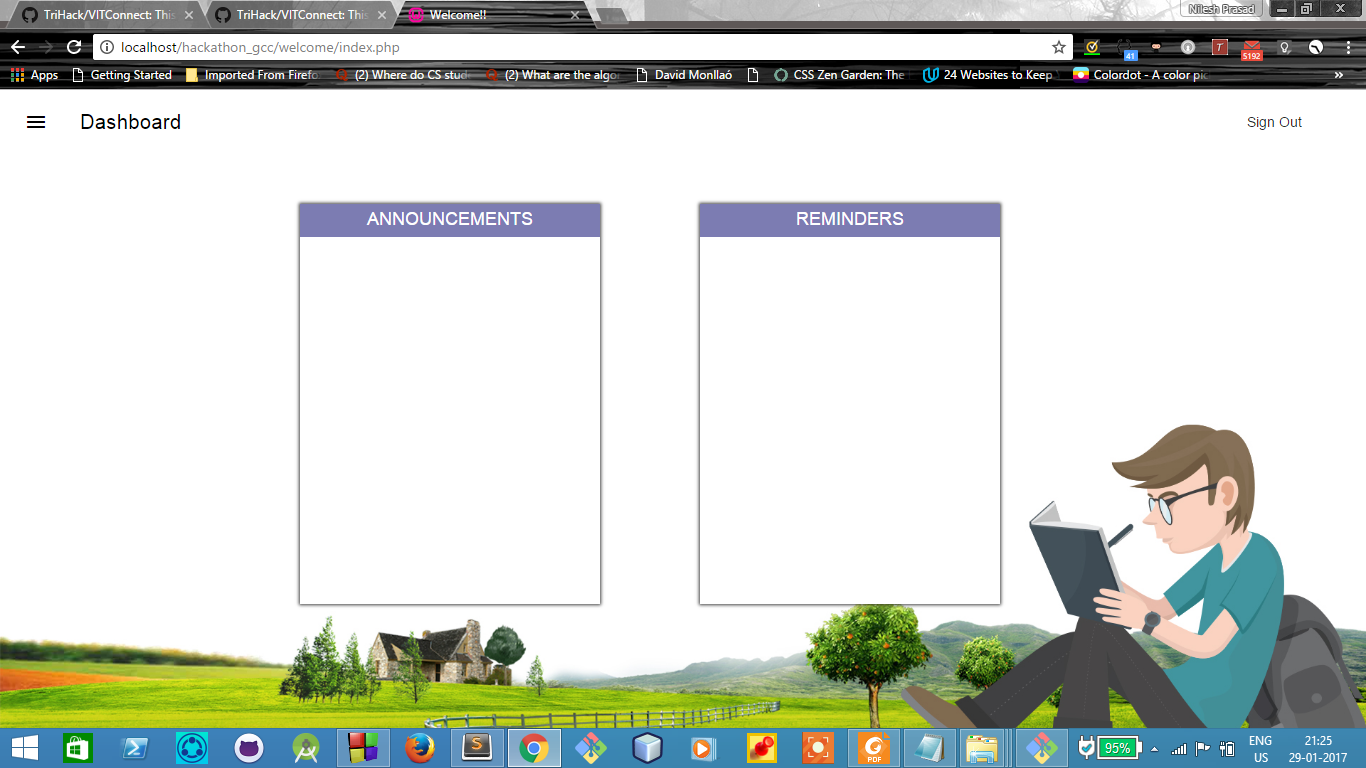 TriHack/VITConnect: This
TriHack/VITConnect: This
Welcome!!
Nilesh Prasad
localhost/hackathon_gcc/welcome/index.php
41
T
5192
Apps
Getting Started
Imported From Firefo
(2) Where do CS stud
(2) What are the algo
David Monllaó
CSS Zen Garden: The
24 Websites to Keep
Colordot - A color pic
Dashboard
Sign Out
ANNOUNCEMENTS
REMINDERS
S
PDF
95%
ENG
US
21:25
29-01-2017